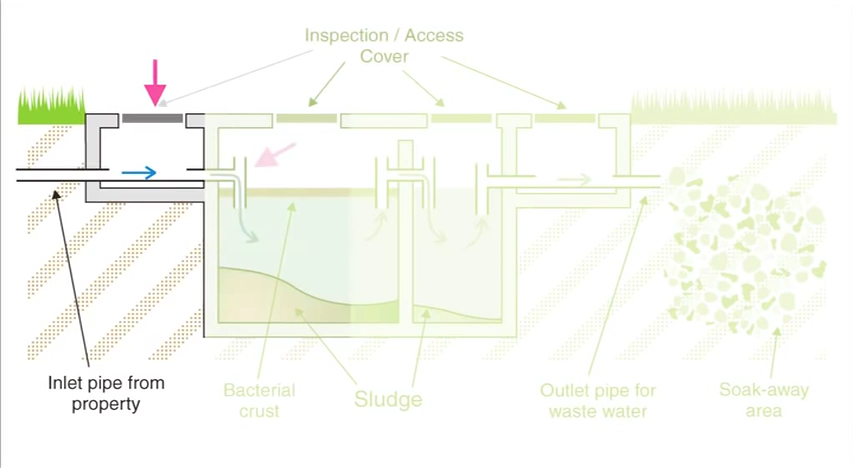 Inspection / Access
Cover
Inlet pipe from
property
Bacterial
crust
Sludge
Outlet pipe for
waste water
Soak-away
area